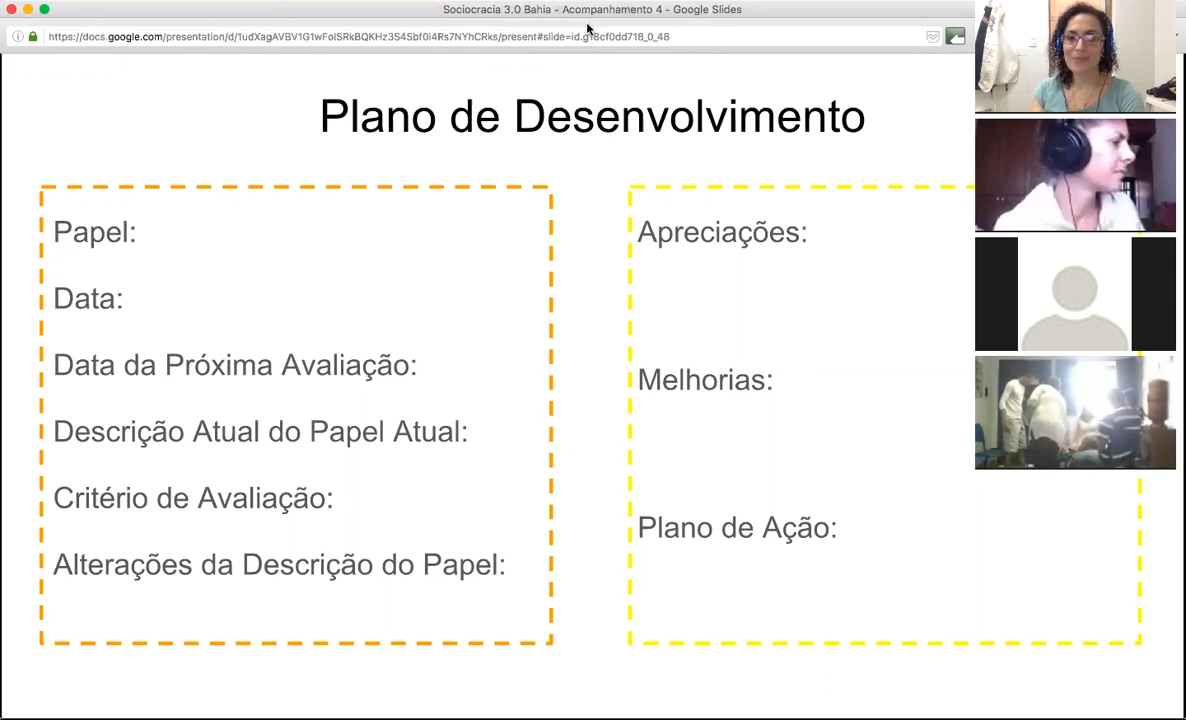 Sociocracia 3.0 Bahia - Acompanhamento 4 - Google Slides
Plano de Desenvolvimento
Papel:
Data:
Data da Próxima Avaliação:
Descrição Atual do Papel Atual:
Critério de Avaliação:
Alterações da Descrição do Papel:
Apreciações:
Melhorias:
Plano de Ação: